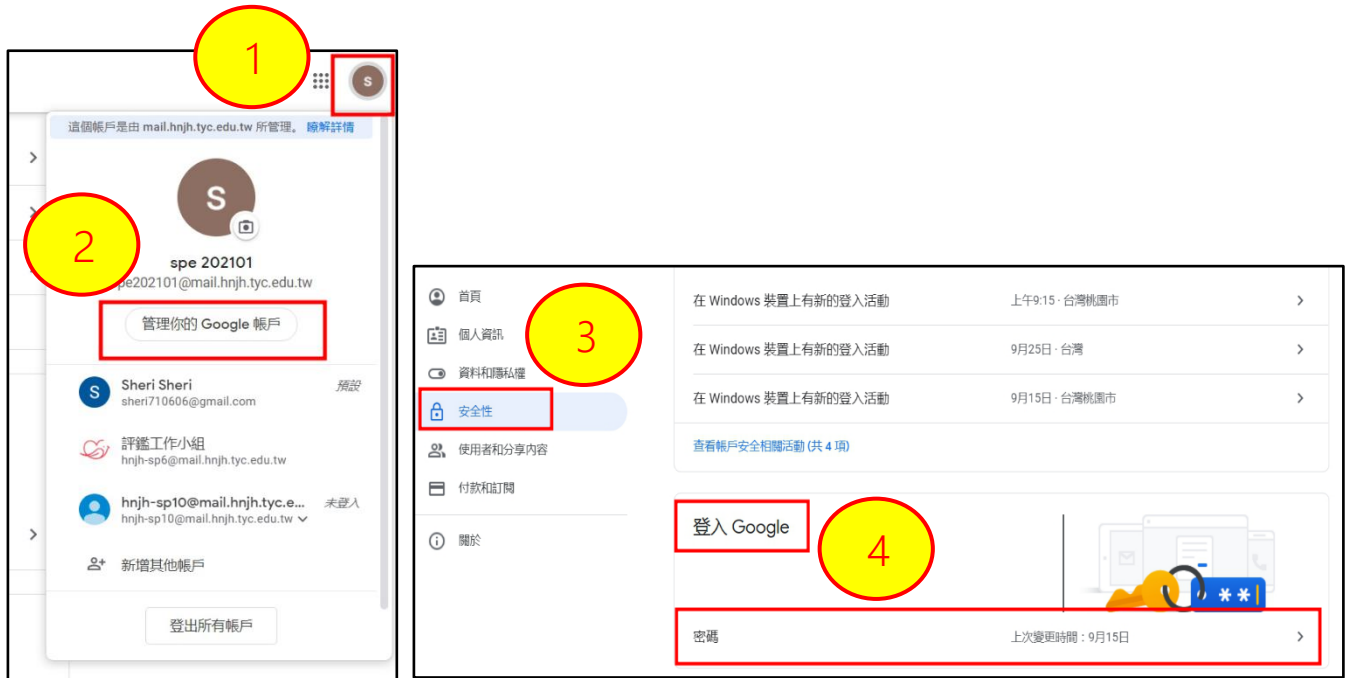 1
S
這個帳戶是由 mail.hnjh.tyc.edu.tw 所管理。 瞭解詳情
S
2
spe 202101
pe202101@mail.hnjh.tyc.edu.tw
管理你的 Google 帳戶
S
Sheri Sheri 預設
sheri710606@gmail.com
評鑑工作小組
hnjh-sp6@mail.hnjh.tyc.edu.tw
hnjh-sp10@mail.hnjh.tyc.e... 未登入
hnjh-sp10@mail.hnjh.tyc.edu.tw
新增其他帳戶
登出所有帳戶
首頁
個人資訊
3
資料和隱私權
安全性
使用者和分享內容
付款和訂閱
關於
在 Windows 裝置上有新的登入活動 上午9:15 · 台灣桃園市
在 Windows 裝置上有新的登入活動 9月25日 · 台灣
在 Windows 裝置上有新的登入活動 9月15日 · 台灣桃園市
查看帳戶安全相關活動 (共 4 項)
登入 Google
4
**
密碼 上次變更時間：9月15日